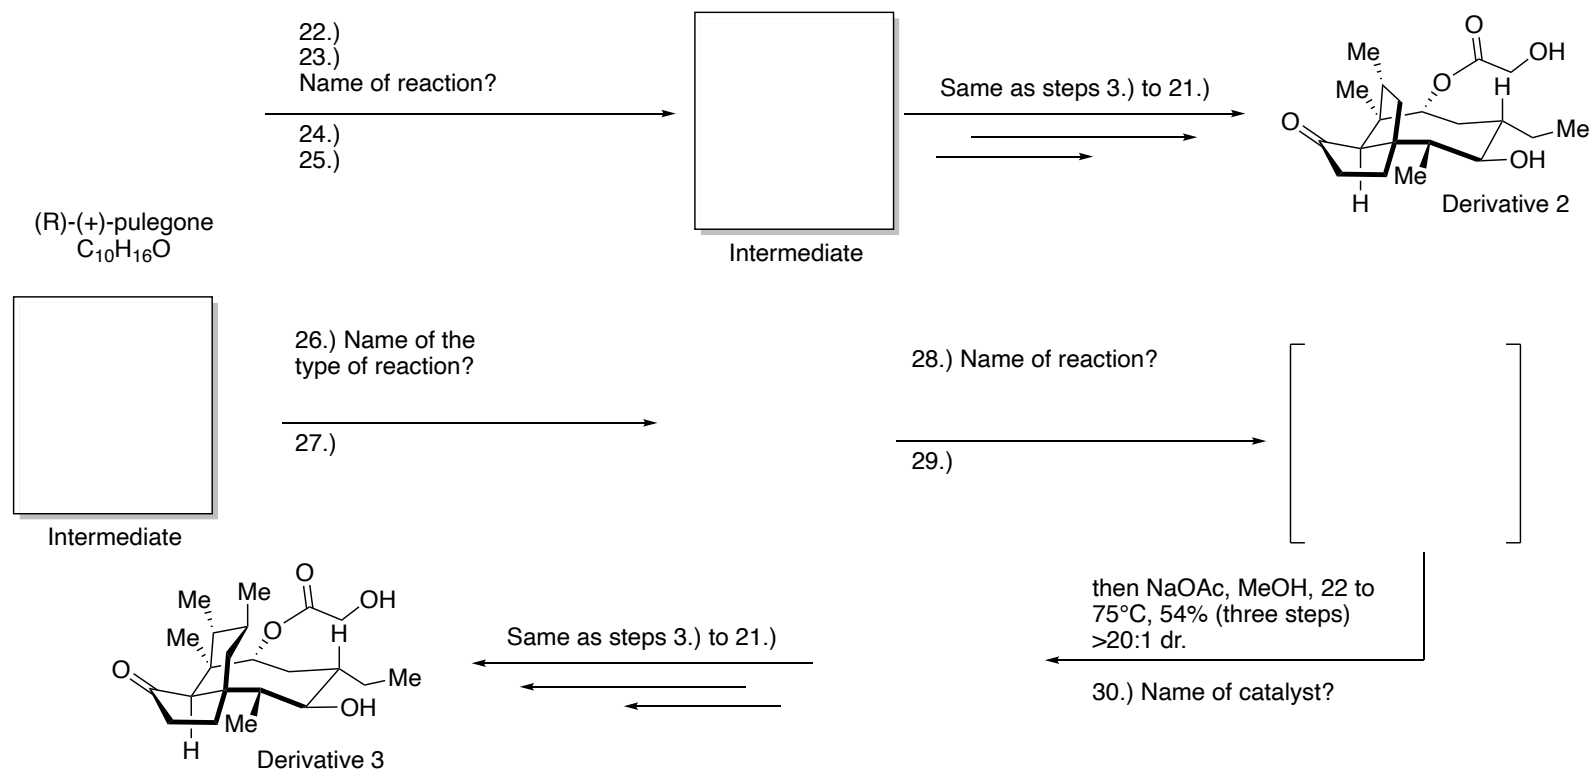 22.)
23.)
Name of reaction?
24.)
25.)
Intermediate
Same as steps 3.) to 21.)
Me
Me
O
O
O
OH
H
Me
OH
Me
H
Derivative 2
(R)-(+)-pulegone
C₁₀H₁₆O
Intermediate
26.) Name of the
type of reaction?
27.)
28.) Name of reaction?
29.)
then NaOAc, MeOH, 22 to
75°C, 54% (three steps)
>20:1 dr.
30.) Name of catalyst?
Same as steps 3.) to 21.)
Me
Me
Me
O
O
O
OH
H
Me
OH
Me
H
Derivative 3